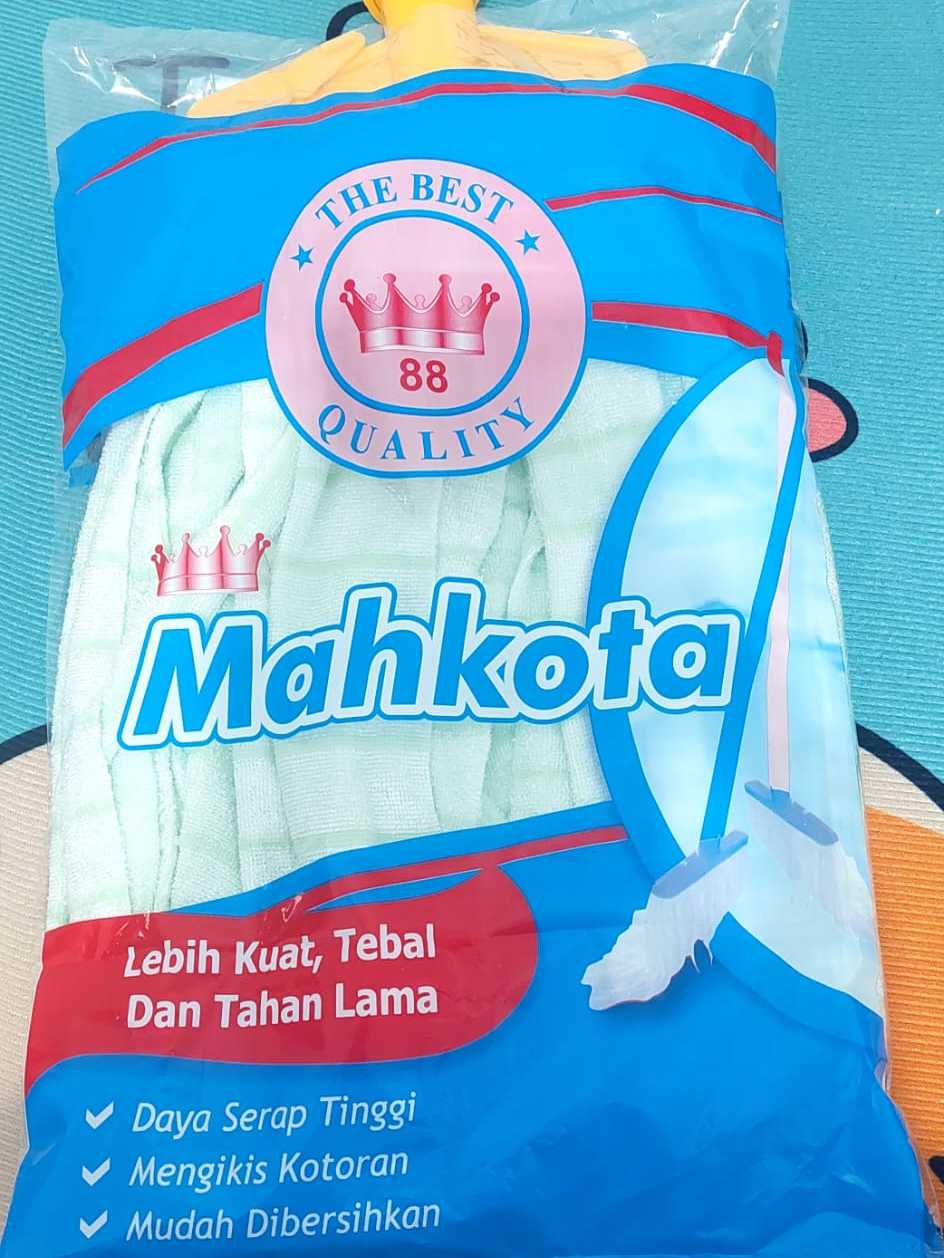 THE BEST
88
QUALITY
Mahkota
Lebih Kuat, Tebal
Dan Tahan Lama
Daya Serap Tinggi
Mengikis Kotoran
Mudah Dibersihkan